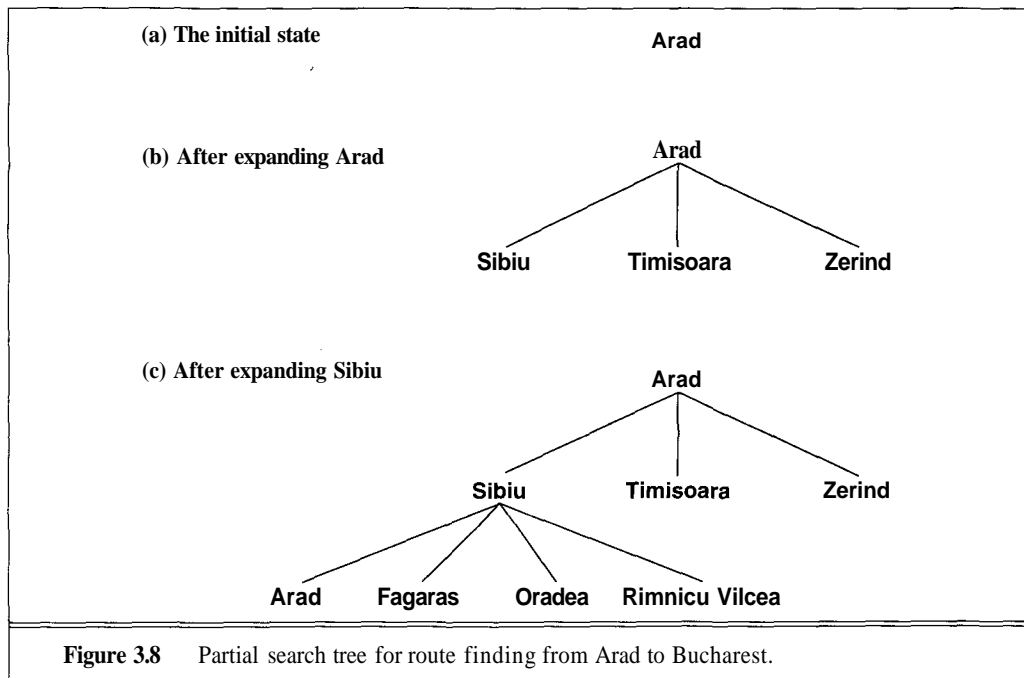 (a) The initial state
Arad
(b) After expanding Arad
Arad
Sibiu Timisoara Zerind
(c) After expanding Sibiu
Arad
Sibiu Timisoara Zerind
Arad Fagaras Oradea Rimnicu Vilcea
Figure 3.8 Partial search tree for route finding from Arad to Bucharest.